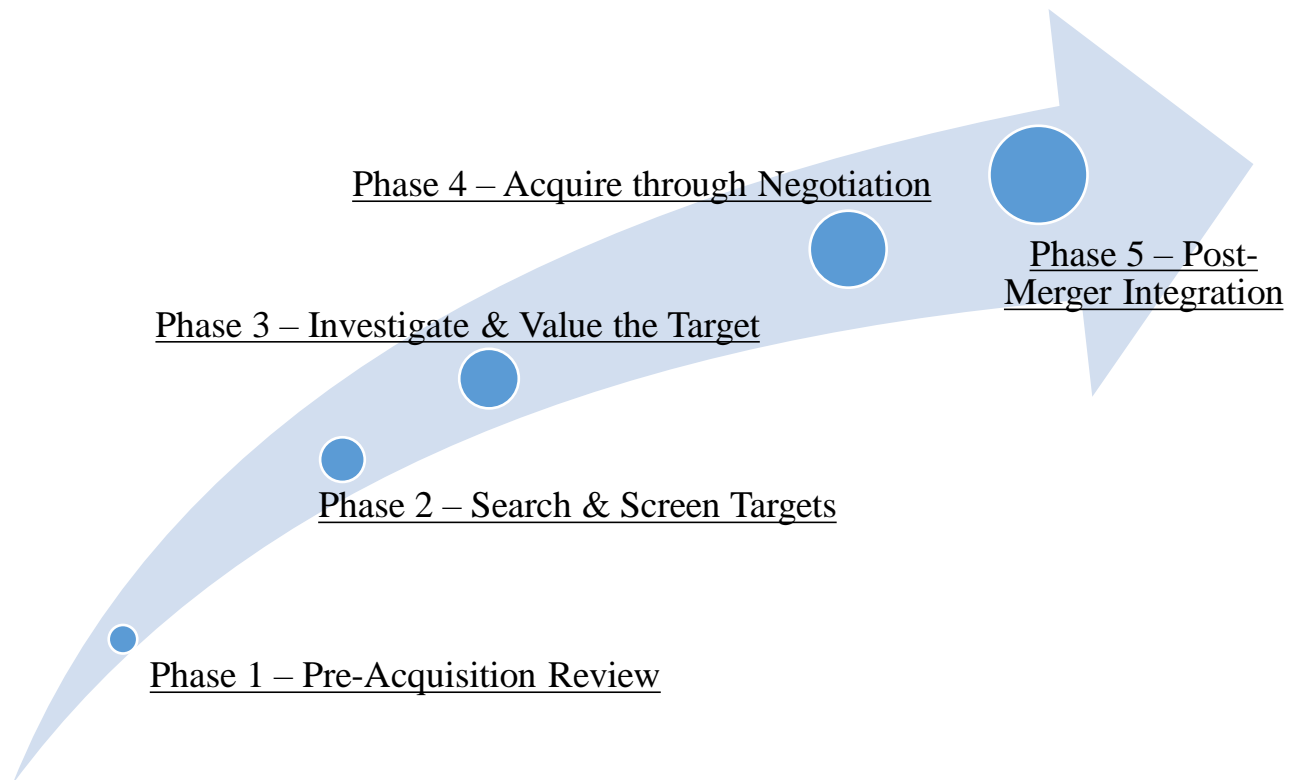 Phase 4 – Acquire through Negotiation
Phase 5 – Post-
Merger Integration
Phase 3 – Investigate & Value the Target
Phase 2 – Search & Screen Targets
Phase 1 – Pre-Acquisition Review